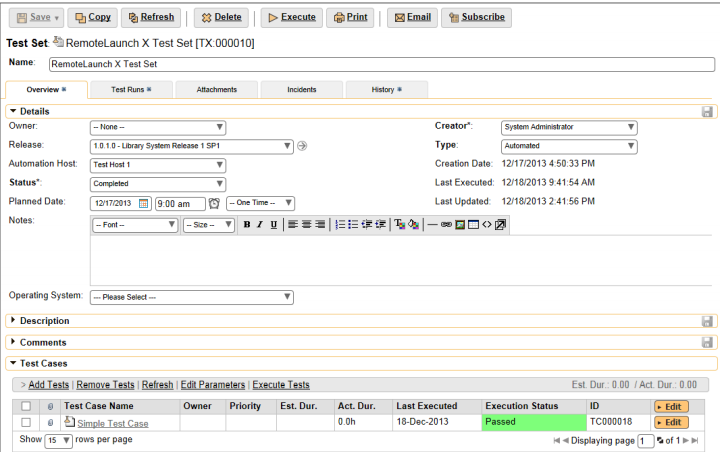 Save Copy Refresh Delete Execute Print Email Subscribe
Test Set: RemoteLaunch X Test Set [TX:000010]
Name: RemoteLaunch X Test Set
Overview Test Runs Attachments Incidents History
Details
Owner: -- None -- Creator*: System Administrator
Release: 1.0.1.0 - Library System Release 1 SP1 Type: Automated
Automation Host: Test Host 1 Creation Date: 12/17/2013 4:50:33 PM
Status*: Completed Last Executed: 12/18/2013 9:41:54 AM
Planned Date: 12/17/2013 9:00 am -- One Time -- Last Updated: 12/18/2013 2:41:56 PM
Notes: -- Font -- -- Size -- B I U
Operating System: --- Please Select ---
Description
Comments
Test Cases
> Add Tests | Remove Tests | Refresh | Edit Parameters | Execute Tests Est. Dur.: 0.00 / Act. Dur.: 0.00
Test Case Name Owner Priority Est. Dur. Act. Dur. Last Executed Execution Status ID Edit
Simple Test Case 0.0h 18-Dec-2013 Passed TC000018 Edit
Show 15 rows per page Displaying page 1 of 1